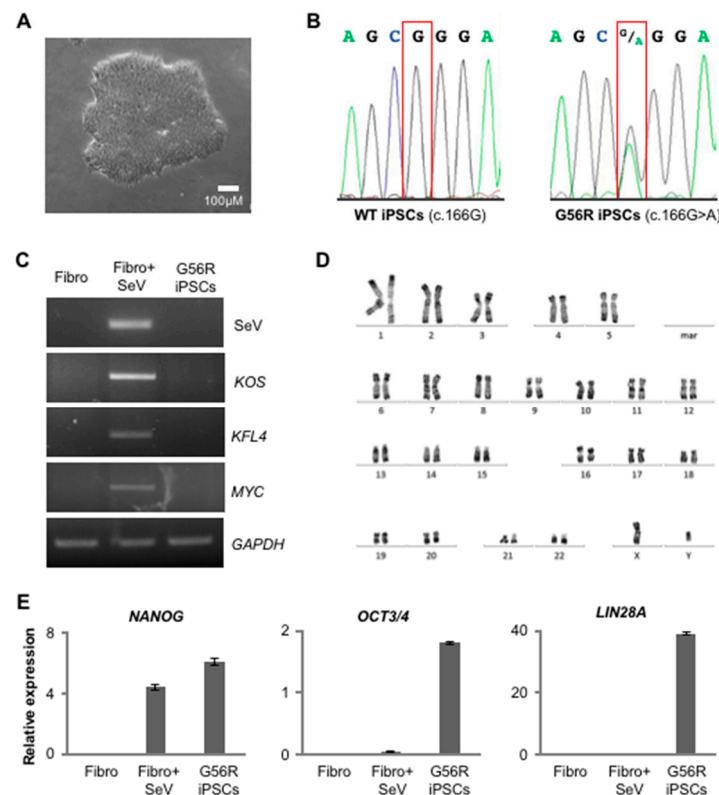 A
100µM
B
A G C G G G A
WT iPSCs (c.166G)
A G C G/A G G A
G56R iPSCs (c.166G>A)
C
Fibro
Fibro+
SeV
G56R
iPSCs
SeV
KOS
KFL4
MYC
GAPDH
D
1 2 3 4 5 mar
6 7 8 9 10 11 12
13 14 15 16 17 18
19 20 21 22 X Y
E
Relative expression
NANOG
8
4
0
Fibro
Fibro+
SeV
G56R
iPSCs
OCT3/4
2
1
0
Fibro
Fibro+
SeV
G56R
iPSCs
LIN28A
40
20
0
Fibro
Fibro+
SeV
G56R
iPSCs